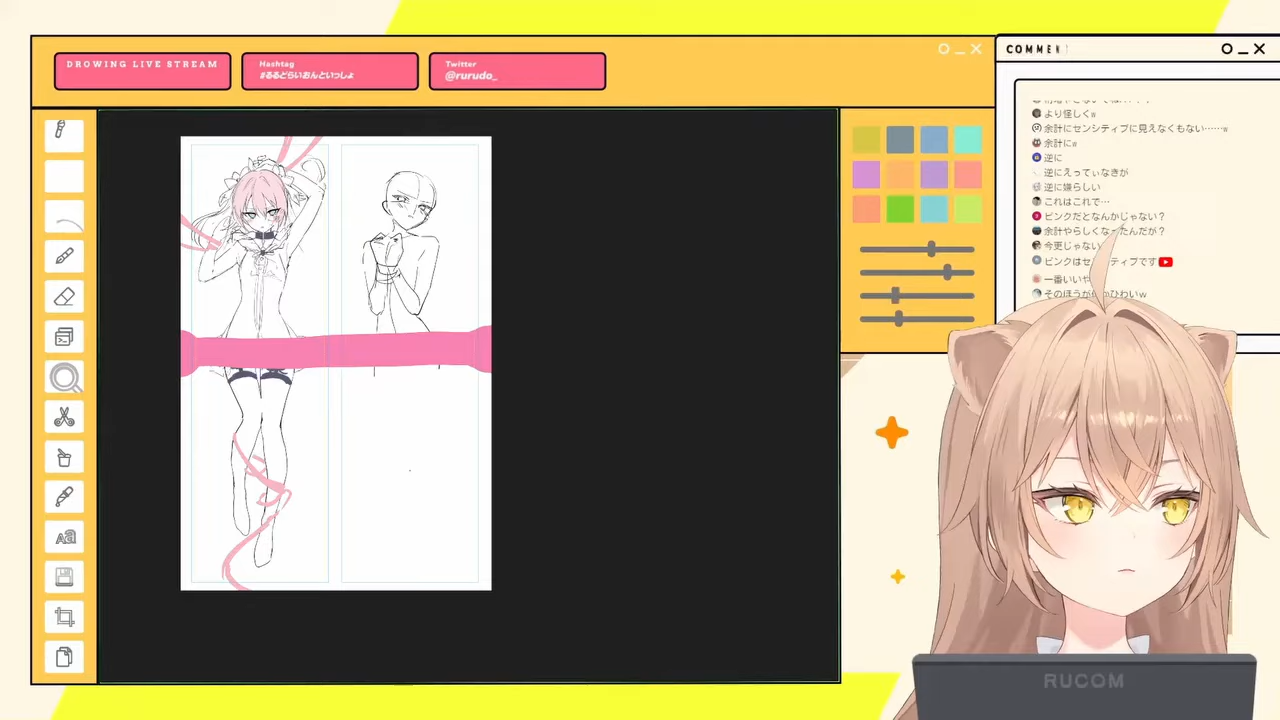 DROWING LIVE STREAM
Hashtag
#るるどらいおんといっしょ
Twitter
@rurudo_
COMMEN
より怪しくw
余計にセンシティブに見えなくもない……w
余計にw
逆に
逆にえってぃなきが
逆に嫌らしい
これはこれで…
ピンクだとなんかじゃない？
余計やらしくなったんだが？
今更じゃない
ピンクはセ ティブです
一番いいや
そのほうが ひわいw
Aa
RUCOM